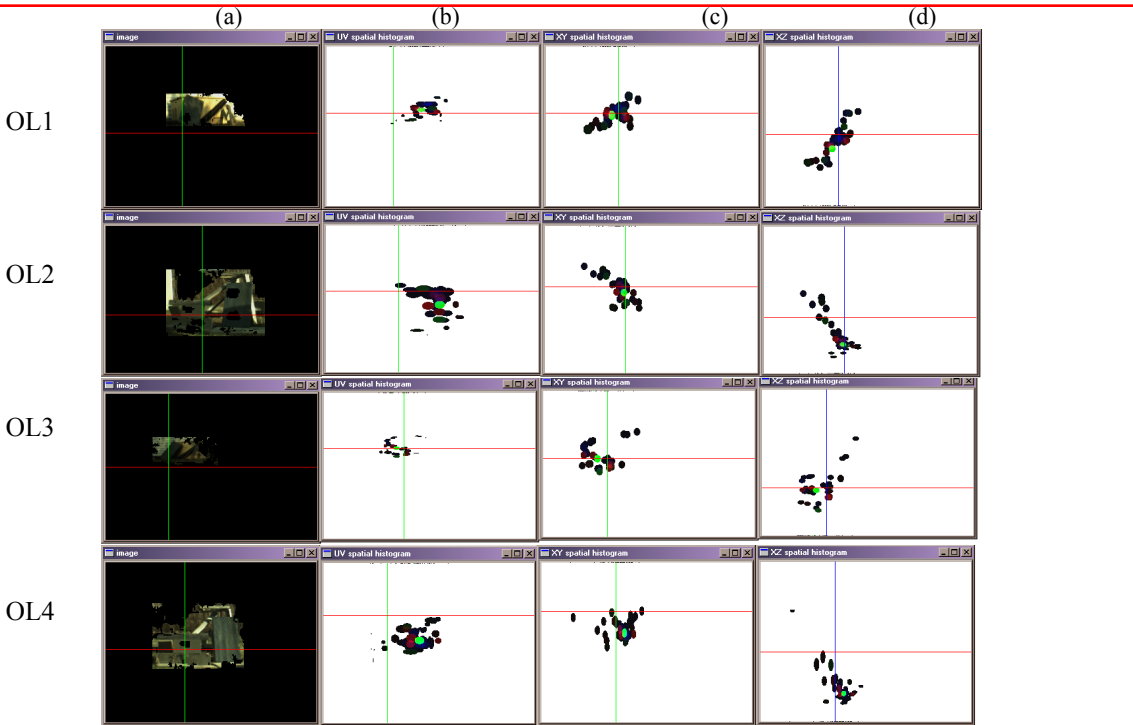 (a) (b) (c) (d)
image UV spatial histogram XY spatial histogram XZ spatial histogram
OL1
image UV spatial histogram XY spatial histogram XZ spatial histogram
OL2
image UV spatial histogram XY spatial histogram XZ spatial histogram
OL3
image UV spatial histogram XY spatial histogram XZ spatial histogram
OL4